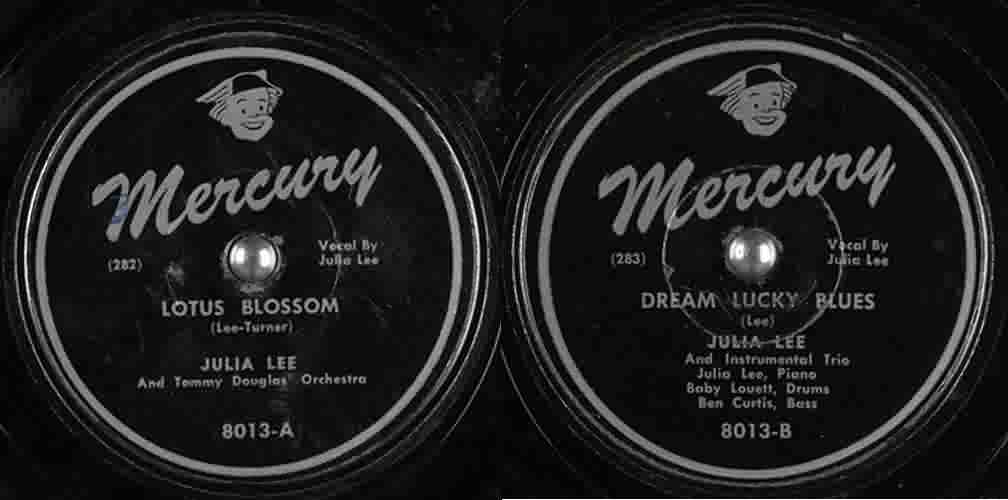 Mercury
Vocal By
Julia Lee
(282)
LOTUS BLOSSOM
(Lee-Turner)
JULIA LEE
And Tommy Douglas' Orchestra
8013-A
Mercury
Vocal By
Julia Lee
(283)
DREAM LUCKY BLUES
(Lee)
JULIA LEE
And Instrumental Trio
Julia Lee, Piano
Baby Louett, Drums
Ben Curtis, Bass
8013-B